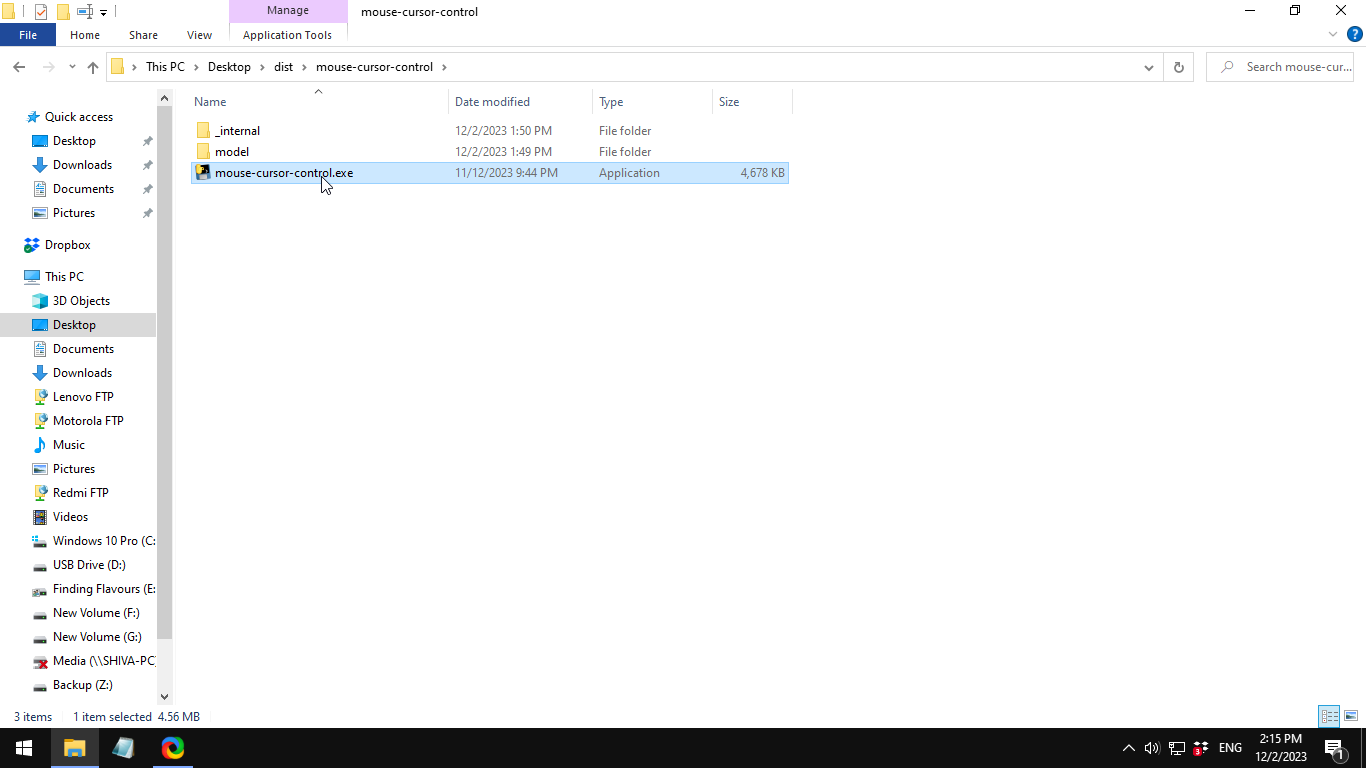 Manage
mouse-cursor-control
File
Home
Share
View
Application Tools
?
This PC
Desktop
dist
mouse-cursor-control
Search mouse-cur...
Name
Date modified
Type
Size
_internal
12/2/2023 1:50 PM
File folder
model
12/2/2023 1:49 PM
File folder
mouse-cursor-control.exe
11/12/2023 9:44 PM
Application
4,678 KB
Quick access
Desktop
Downloads
Documents
Pictures
Dropbox
This PC
3D Objects
Desktop
Documents
Downloads
Lenovo FTP
Motorola FTP
Music
Pictures
Redmi FTP
Videos
Windows 10 Pro (C:
USB Drive (D:)
Finding Flavours (E:
New Volume (F:)
New Volume (G:)
Media (\\SHIVA-PC)
Backup (Z:)
3 items
1 item selected 4.56 MB
3
ENG
2:15 PM
12/2/2023
1